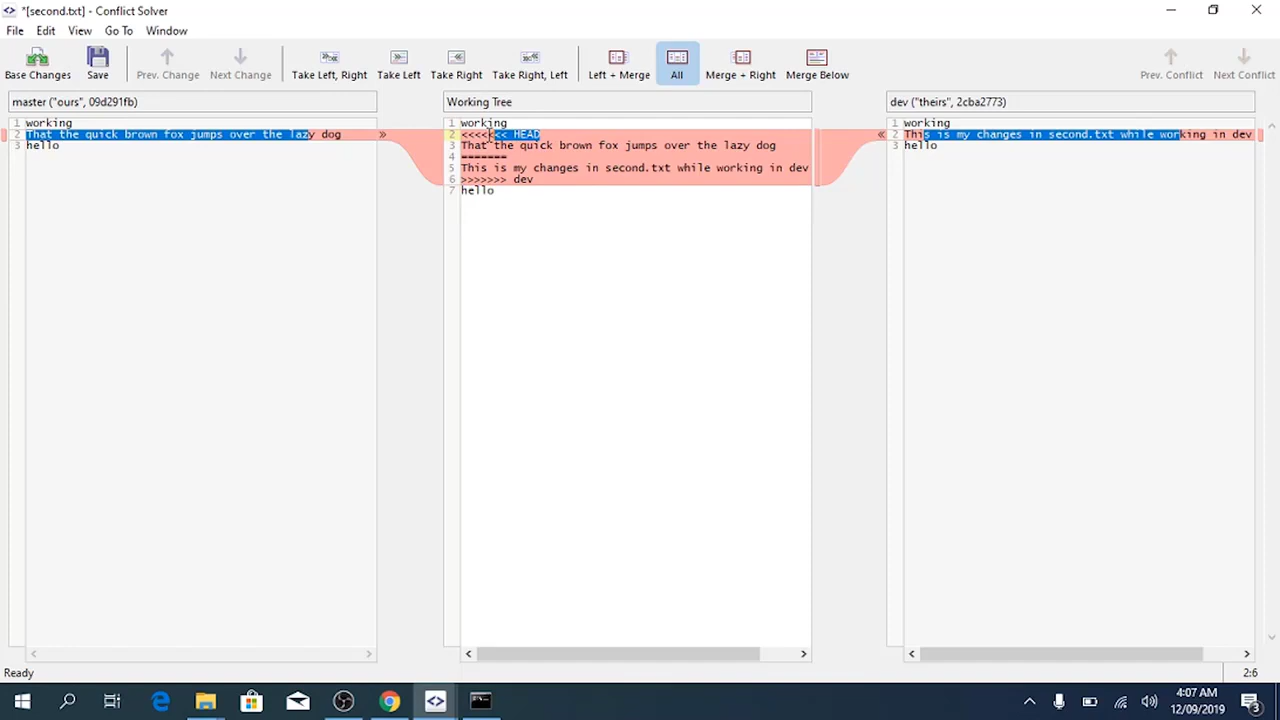 *[second.txt] - Conflict Solver
File Edit View Go To Window
Base Changes Save Prev. Change Next Change Take Left, Right Take Left Take Right Take Right, Left Left + Merge All Merge + Right Merge Below Prev. Conflict Next Conflict
master ("ours", 09d291fb)
1 working
2 That the quick brown fox jumps over the lazy dog »
3 hello
Working Tree
1 working
2 <<<<<<< HEAD
3 That the quick brown fox jumps over the lazy dog
4 =======
5 This is my changes in second.txt while working in dev
6 >>>>>>> dev
7 hello
dev ("theirs", 2cba2773)
1 working
« 2 This is my changes in second.txt while working in dev
3 hello
Ready 2:6
4:07 AM
12/09/2019
3